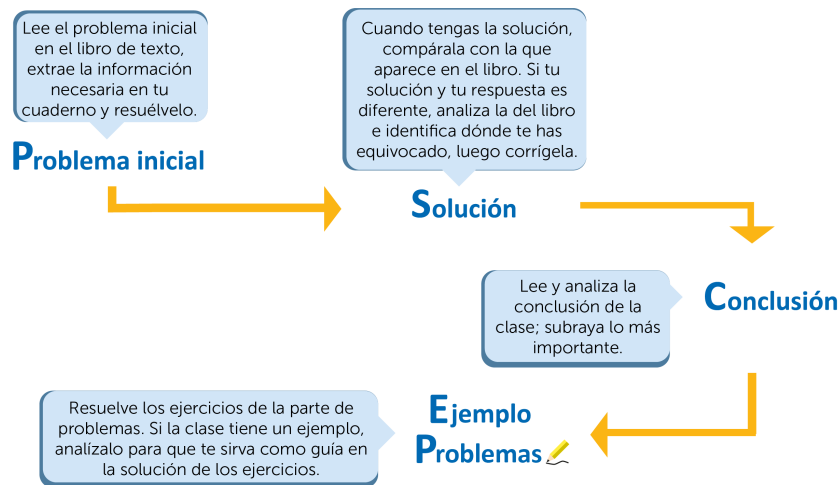 Lee el problema inicial
en el libro de texto,
extrae la información
necesaria en tu
cuaderno y resuélvelo.
Problema inicial
Cuando tengas la solución,
compárala con la que
aparece en el libro. Si tu
solución y tu respuesta es
diferente, analiza la del libro
e identifica dónde te has
equivocado, luego corrígela.
Solución
Lee y analiza la
conclusión de la
clase; subraya lo más
importante.
Conclusión
Resuelve los ejercicios de la parte de
problemas. Si la clase tiene un ejemplo,
analízalo para que te sirva como guía en
la solución de los ejercicios.
Ejemplo
Problemas